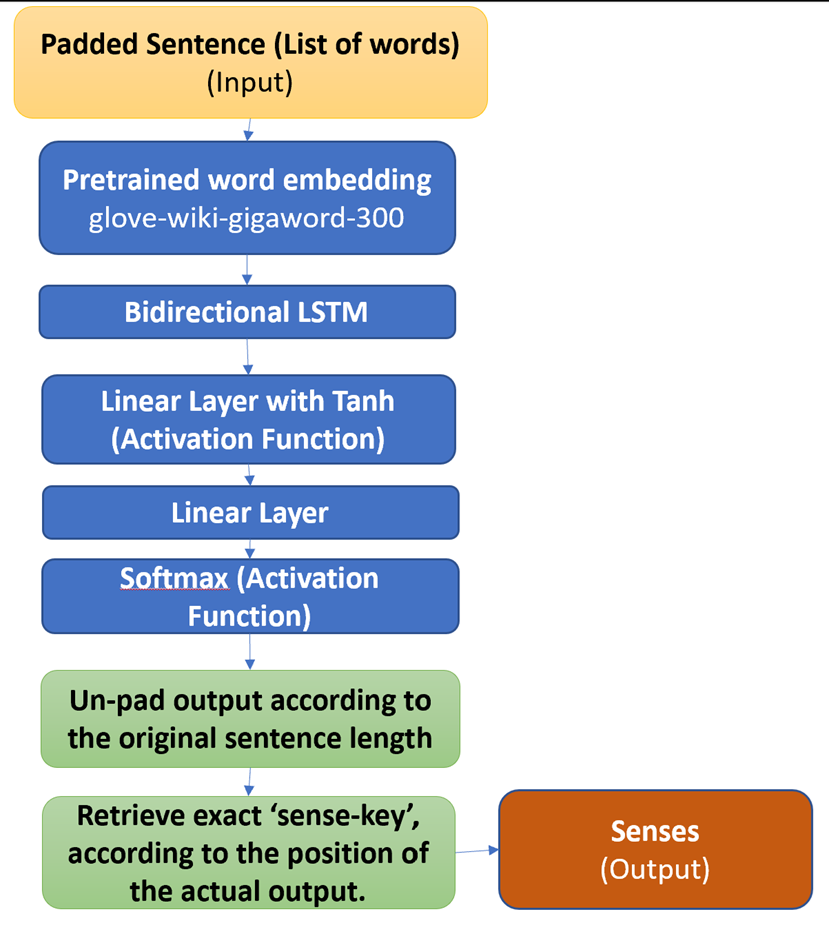 Padded Sentence (List of words)
(Input)
Pretrained word embedding
glove-wiki-gigaword-300
Bidirectional LSTM
Linear Layer with Tanh
(Activation Function)
Linear Layer
Softmax (Activation
Function)
Un-pad output according to
the original sentence length
Retrieve exact ‘sense-key’,
according to the position of
the actual output.
Senses
(Output)